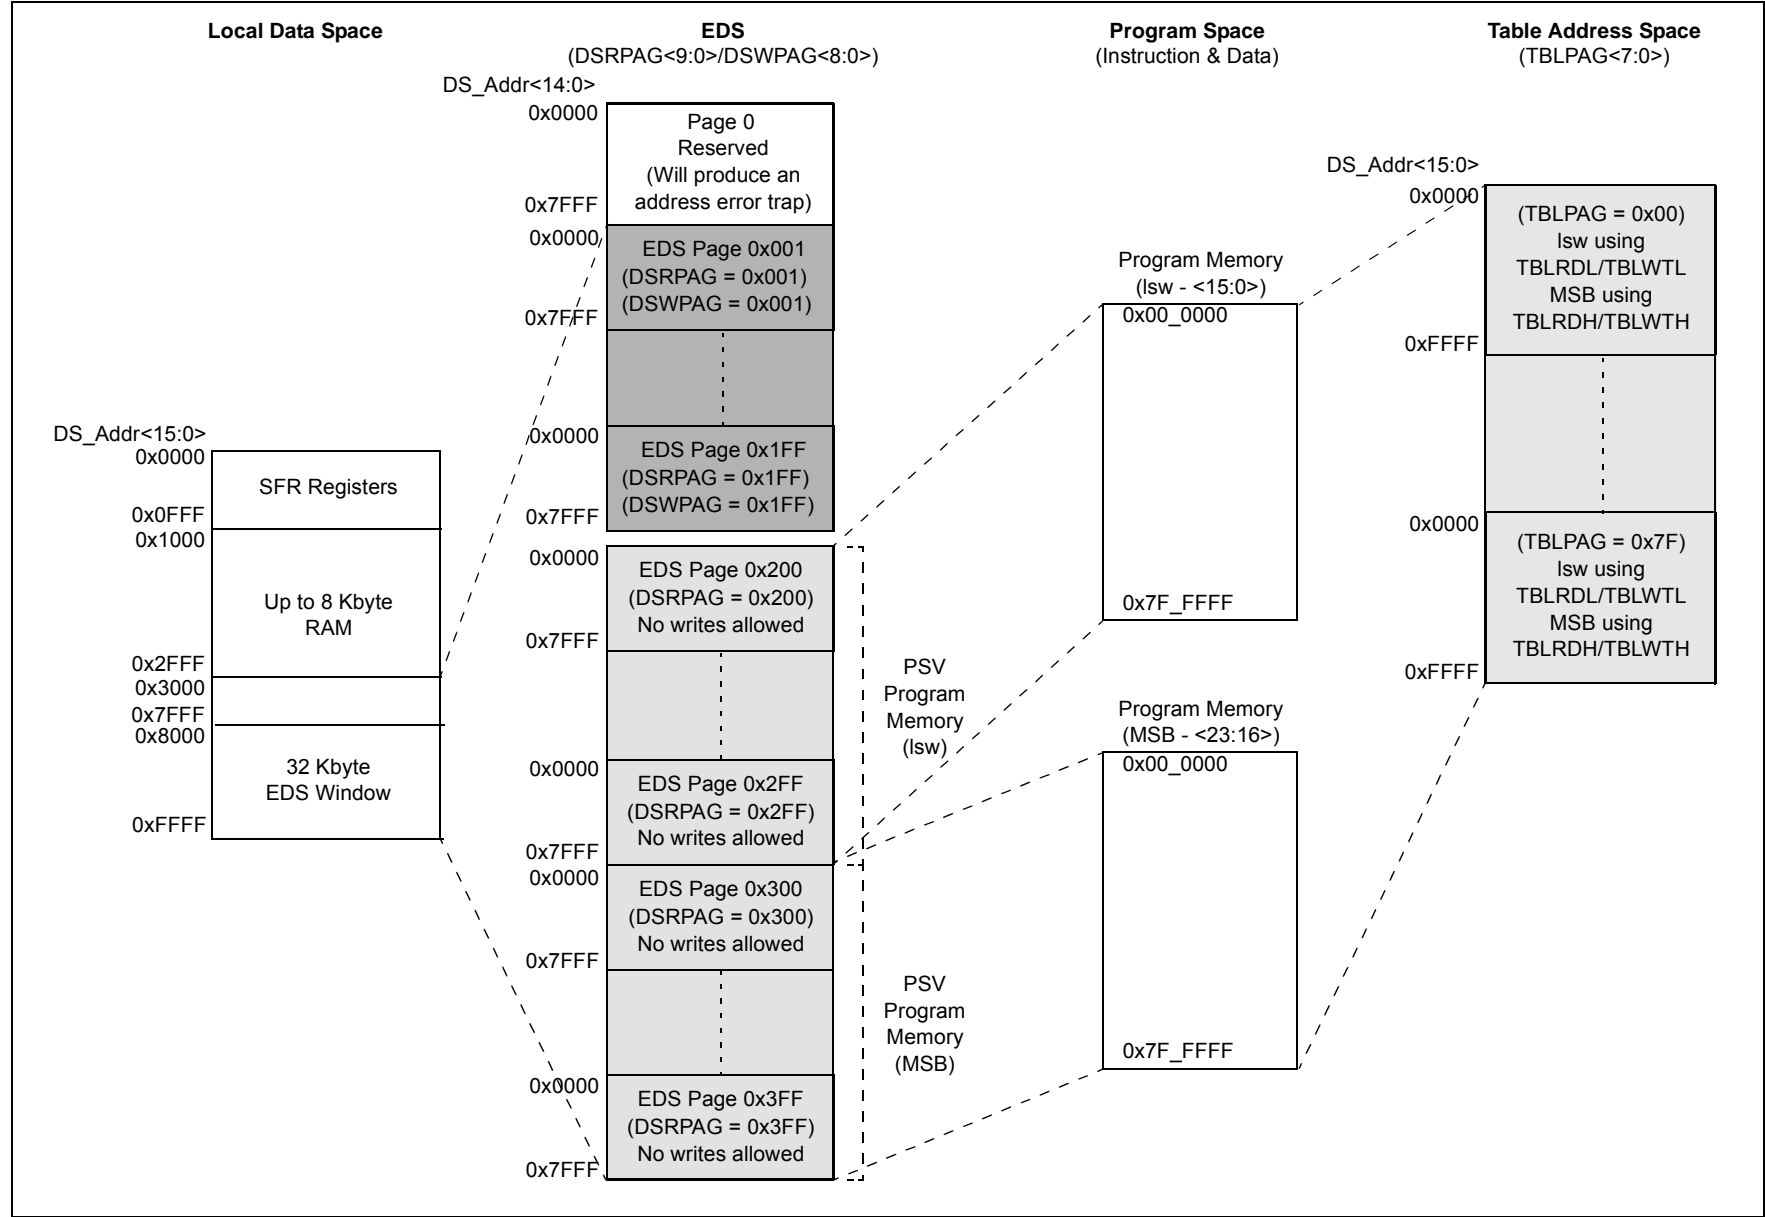 Local Data Space
DS_Addr<15:0>
0x0000
SFR Registers
0x0FFF
0x1000
Up to 8 Kbyte
RAM
0x2FFF
0x3000
0x7FFF
0x8000
32 Kbyte
EDS Window
0xFFFF
EDS
(DSRPAG<9:0>/DSWPAG<8:0>)
DS_Addr<14:0>
0x0000
Page 0
Reserved
(Will produce an
address error trap)
0x7FFF
0x0000
EDS Page 0x001
(DSRPAG = 0x001)
(DSWPAG = 0x001)
0x7FFF
0x0000
EDS Page 0x1FF
(DSRPAG = 0x1FF)
(DSWPAG = 0x1FF)
0x7FFF
0x0000
EDS Page 0x200
(DSRPAG = 0x200)
No writes allowed
0x7FFF
PSV
Program
Memory
(lsw)
0x0000
EDS Page 0x2FF
(DSRPAG = 0x2FF)
No writes allowed
0x7FFF
0x0000
EDS Page 0x300
(DSRPAG = 0x300)
No writes allowed
0x7FFF
PSV
Program
Memory
(MSB)
0x0000
EDS Page 0x3FF
(DSRPAG = 0x3FF)
No writes allowed
0x7FFF
Program Space
(Instruction & Data)
Program Memory
(lsw - <15:0>)
0x00_0000
0x7F_FFFF
Program Memory
(MSB - <23:16>)
0x00_0000
0x7F_FFFF
Table Address Space
(TBLPAG<7:0>)
DS_Addr<15:0>
0x0000
(TBLPAG = 0x00)
lsw using
TBLRDL/TBLWTL
MSB using
TBLRDH/TBLWTH
0xFFFF
0x0000
(TBLPAG = 0x7F)
lsw using
TBLRDL/TBLWTL
MSB using
TBLRDH/TBLWTH
0xFFFF